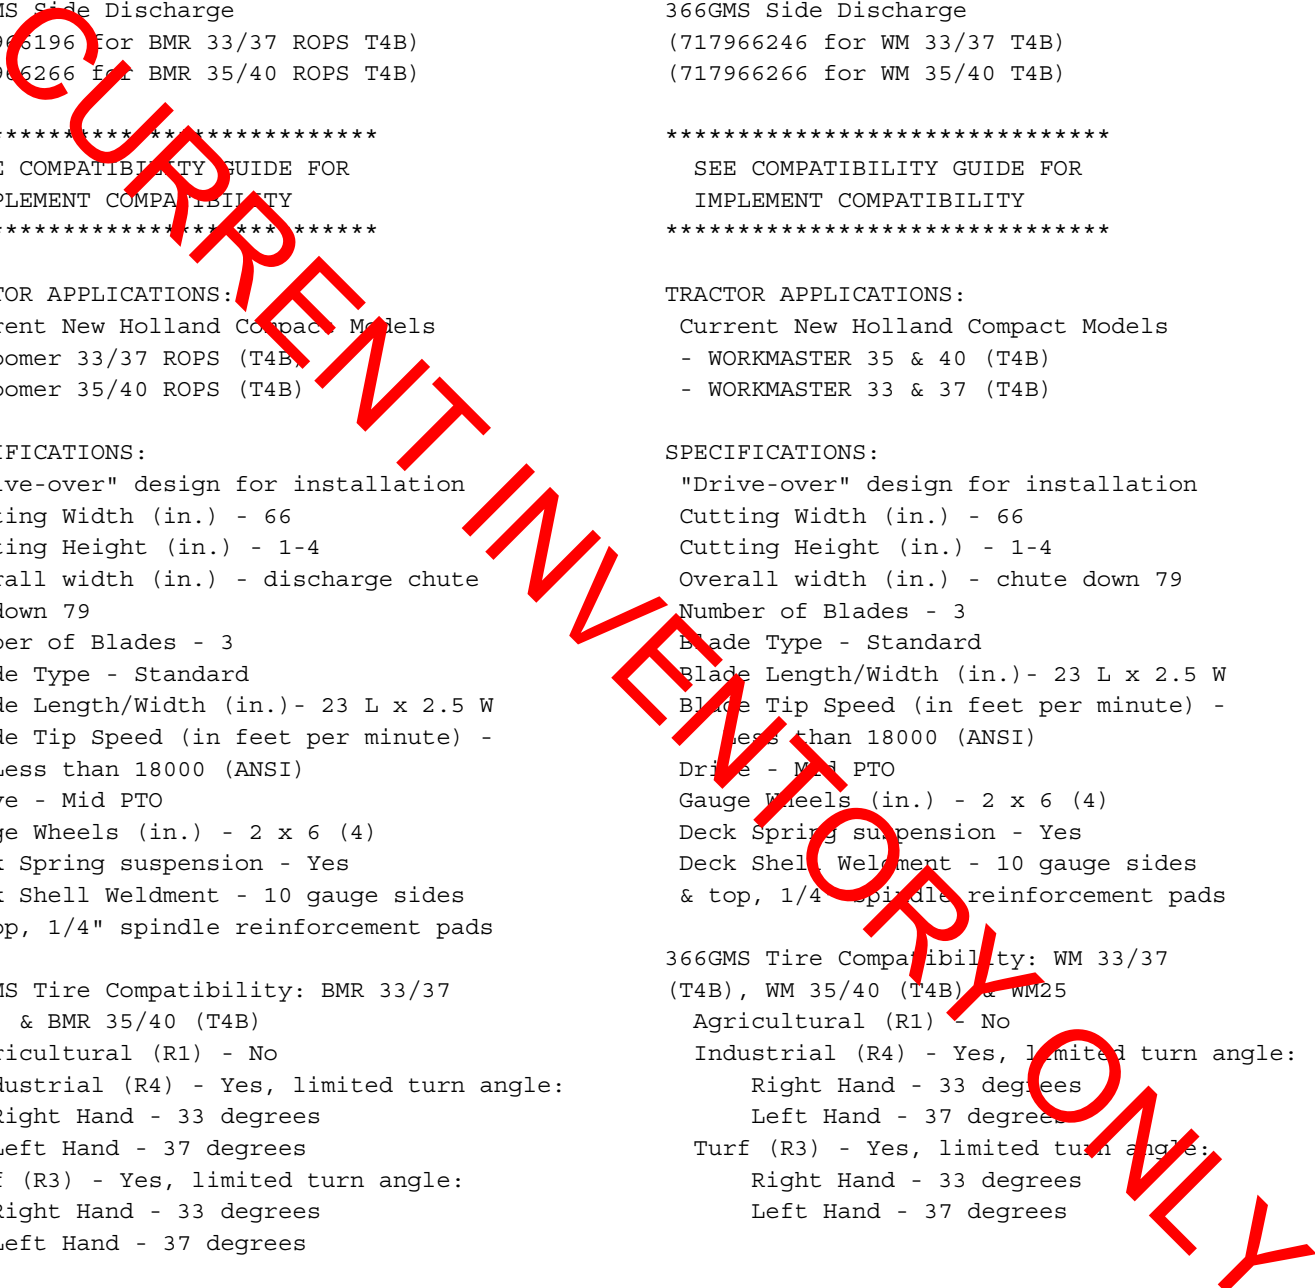 MS Side Discharge
966196 for BMR 33/37 ROPS T4B)
966266 for BMR 35/40 ROPS T4B)
***************************
E COMPATIBILITY GUIDE FOR
PLEMENT COMPATIBILITY
***************************
TOR APPLICATIONS:
rent New Holland Compact Models
oomer 33/37 ROPS (T4B)
oomer 35/40 ROPS (T4B)
IFICATIONS:
ive-over" design for installation
ting Width (in.) - 66
ting Height (in.) - 1-4
rall width (in.) - discharge chute
down 79
ber of Blades - 3
de Type - Standard
de Length/Width (in.)- 23 L x 2.5 W
de Tip Speed (in feet per minute) -
Less than 18000 (ANSI)
ve - Mid PTO
ge Wheels (in.) - 2 x 6 (4)
k Spring suspension - Yes
k Shell Weldment - 10 gauge sides
op, 1/4" spindle reinforcement pads
MS Tire Compatibility: BMR 33/37
& BMR 35/40 (T4B)
ricultural (R1) - No
dustrial (R4) - Yes, limited turn angle:
Right Hand - 33 degrees
Left Hand - 37 degrees
f (R3) - Yes, limited turn angle:
Right Hand - 33 degrees
Left Hand - 37 degrees
366GMS Side Discharge
(717966246 for WM 33/37 T4B)
(717966266 for WM 35/40 T4B)
*******************************
SEE COMPATIBILITY GUIDE FOR
IMPLEMENT COMPATIBILITY
*******************************
TRACTOR APPLICATIONS:
Current New Holland Compact Models
- WORKMASTER 35 & 40 (T4B)
- WORKMASTER 33 & 37 (T4B)
SPECIFICATIONS:
"Drive-over" design for installation
Cutting Width (in.) - 66
Cutting Height (in.) - 1-4
Overall width (in.) - chute down 79
Number of Blades - 3
Blade Type - Standard
Blade Length/Width (in.)- 23 L x 2.5 W
Blade Tip Speed (in feet per minute) -
Less than 18000 (ANSI)
Drive - Mid PTO
Gauge Wheels (in.) - 2 x 6 (4)
Deck Spring suspension - Yes
Deck Shell Weldment - 10 gauge sides
& top, 1/4" spindle reinforcement pads
366GMS Tire Compatibility: WM 33/37
(T4B), WM 35/40 (T4B) & WM25
Agricultural (R1) - No
Industrial (R4) - Yes, limited turn angle:
Right Hand - 33 degrees
Left Hand - 37 degrees
Turf (R3) - Yes, limited turn angle:
Right Hand - 33 degrees
Left Hand - 37 degrees
CURRENT INVENTORY ONLY